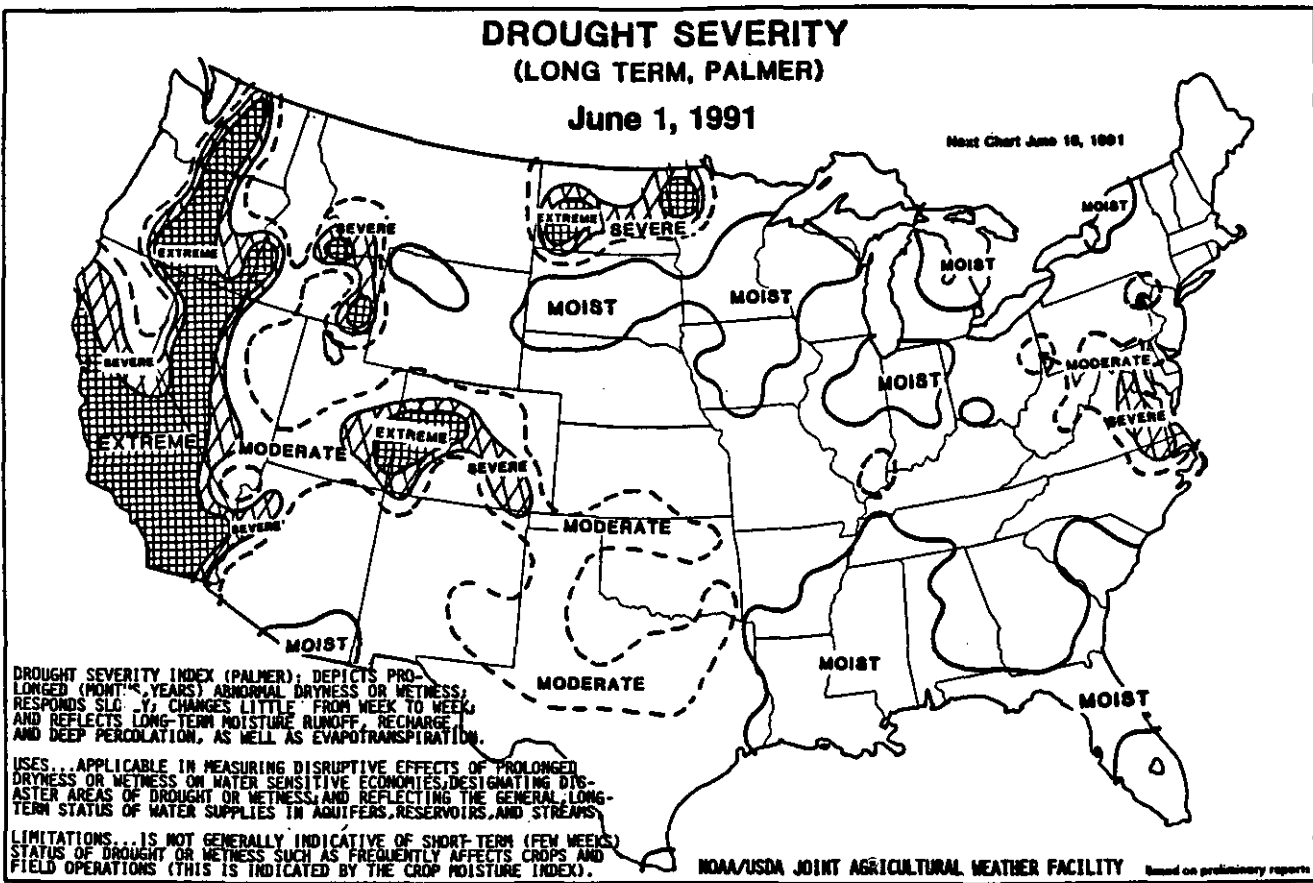 DROUGHT SEVERITY
(LONG TERM, PALMER)
June 1, 1991
Next Chart June 18, 1991
EXTREME
SEVERE
EXTREME
SEVERE
MOIST
EXTREME
SEVERE
MOIST
MOIST
MOIST
MOIST
MODERATE
SEVERE
EXTREME
MODERATE
EXTREME
SEVERE
SEVERE
MODERATE
MOIST
MODERATE
MOIST
MOIST
DROUGHT SEVERITY INDEX (PALMER): DEPICTS PRO-
LONGED (YEARS) ABNORMAL DRYNESS OR WETNESS;
RESPONDS CHANGES LITTLE FROM WEEK TO WEEK;
AND REFLECTS LONG-TERM MOISTURE RUNOFF, RECHARGE,
AND DEEP PERCOLATION, AS WELL AS EVAPOTRANSPIRATION.
USES...APPLICABLE IN MEASURING DISRUPTIVE EFFECTS OF PROLONGED
DRYNESS OR WETNESS ON WATER SENSITIVE ECONOMIES;DESIGNATING DIS-
ASTER AREAS OF DROUGHT OR WETNESS;AND REFLECTING THE GENERAL,LONG-
TERM STATUS OF WATER SUPPLIES IN AQUIFERS,RESERVOIRS,AND STREAMS
LIMITATIONS...IS NOT GENERALLY INDICATIVE OF SHORT-TERM (FEW WEEKS)
STATUS OF DROUGHT OR WETNESS SUCH AS FREQUENTLY AFFECTS CROPS AND
FIELD OPERATIONS (THIS IS INDICATED BY THE CROP MOISTURE INDEX).
NOAA/USDA JOINT AGRICULTURAL WEATHER FACILITY
Based on preliminary reports